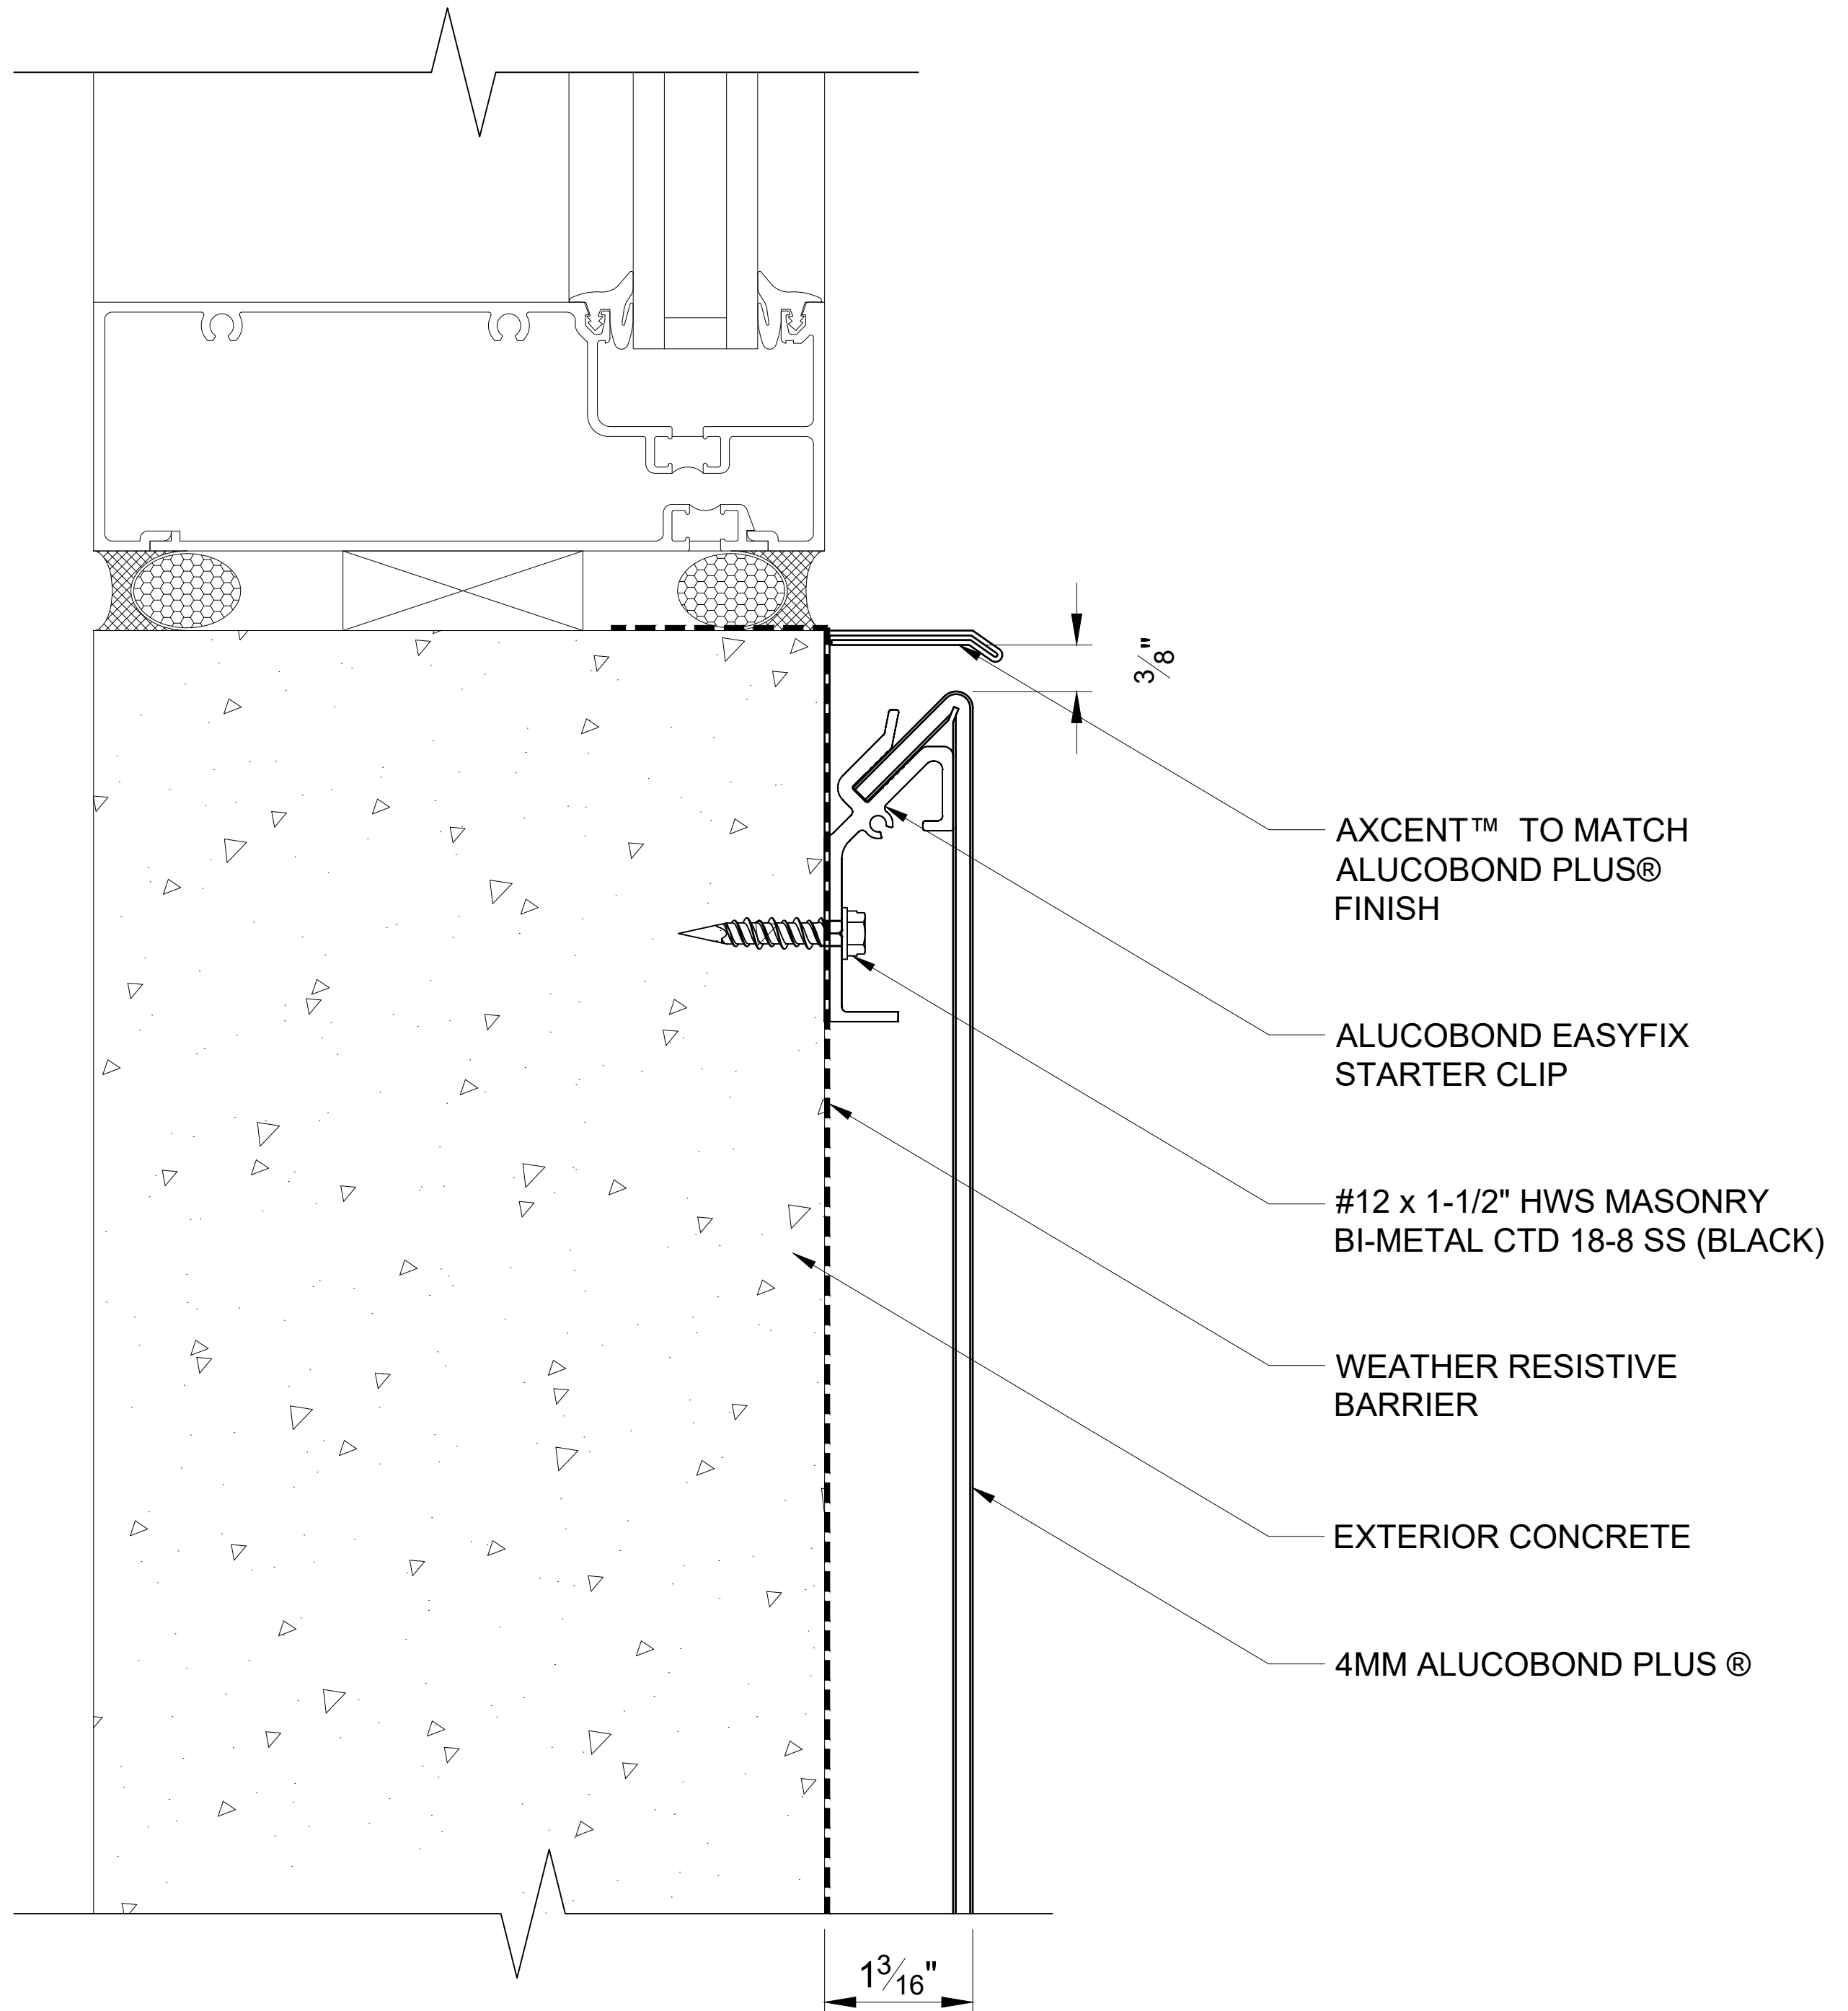 3/8"
AXCENT™ TO MATCH
ALUCOBOND PLUS®
FINISH
ALUCOBOND EASYFIX
STARTER CLIP
#12 x 1-1/2" HWS MASONRY
BI-METAL CTD 18-8 SS (BLACK)
WEATHER RESISTIVE
BARRIER
EXTERIOR CONCRETE
4MM ALUCOBOND PLUS ®
1 3/16"